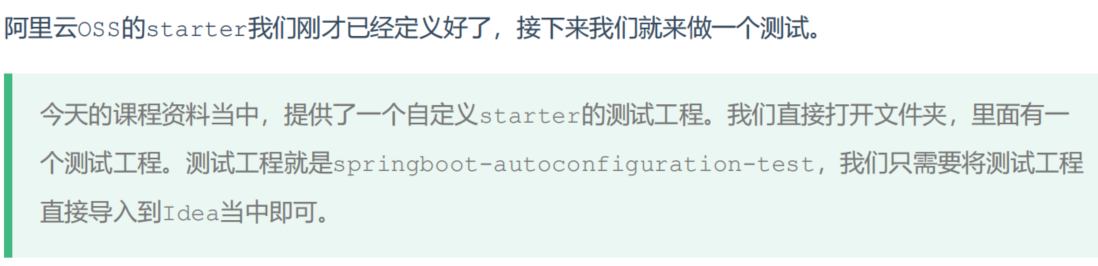 阿里云OSS的starter我们刚才已经定义好了，接下来我们就来做一个测试。
今天的课程资料当中，提供了一个自定义starter的测试工程。我们直接打开文件夹，里面有一
个测试工程。测试工程就是springboot-autoconfiguration-test，我们只需要将测试工程
直接导入到Idea当中即可。